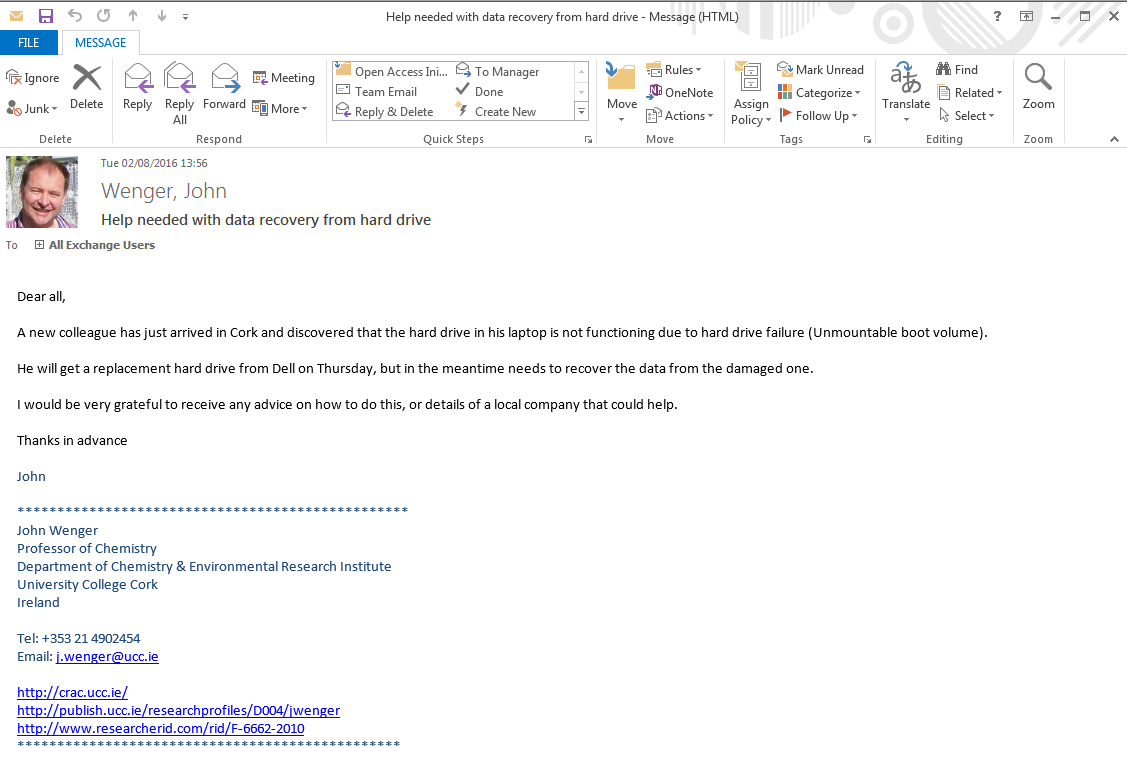 Help needed with data recovery from hard drive - Message (HTML)
?
FILE MESSAGE
Ignore
Junk
Delete
Delete
Reply
Reply All
Forward
Meeting
More
Respond
Open Access Ini...
Team Email
Reply & Delete
To Manager
Done
Create New
Quick Steps
Move
Rules
OneNote
Actions
Move
Assign Policy
Mark Unread
Categorize
Follow Up
Tags
Translate
Find
Related
Select
Editing
Zoom
Zoom
Tue 02/08/2016 13:56
Wenger, John
Help needed with data recovery from hard drive
To All Exchange Users
Dear all,
A new colleague has just arrived in Cork and discovered that the hard drive in his laptop is not functioning due to hard drive failure (Unmountable boot volume).
He will get a replacement hard drive from Dell on Thursday, but in the meantime needs to recover the data from the damaged one.
I would be very grateful to receive any advice on how to do this, or details of a local company that could help.
Thanks in advance
John
*************************************************
John Wenger
Professor of Chemistry
Department of Chemistry & Environmental Research Institute
University College Cork
Ireland
Tel: +353 21 4902454
Email: j.wenger@ucc.ie
http://crac.ucc.ie/
http://publish.ucc.ie/researchprofiles/D004/jwenger
http://www.researcherid.com/rid/F-6662-2010
************************************************